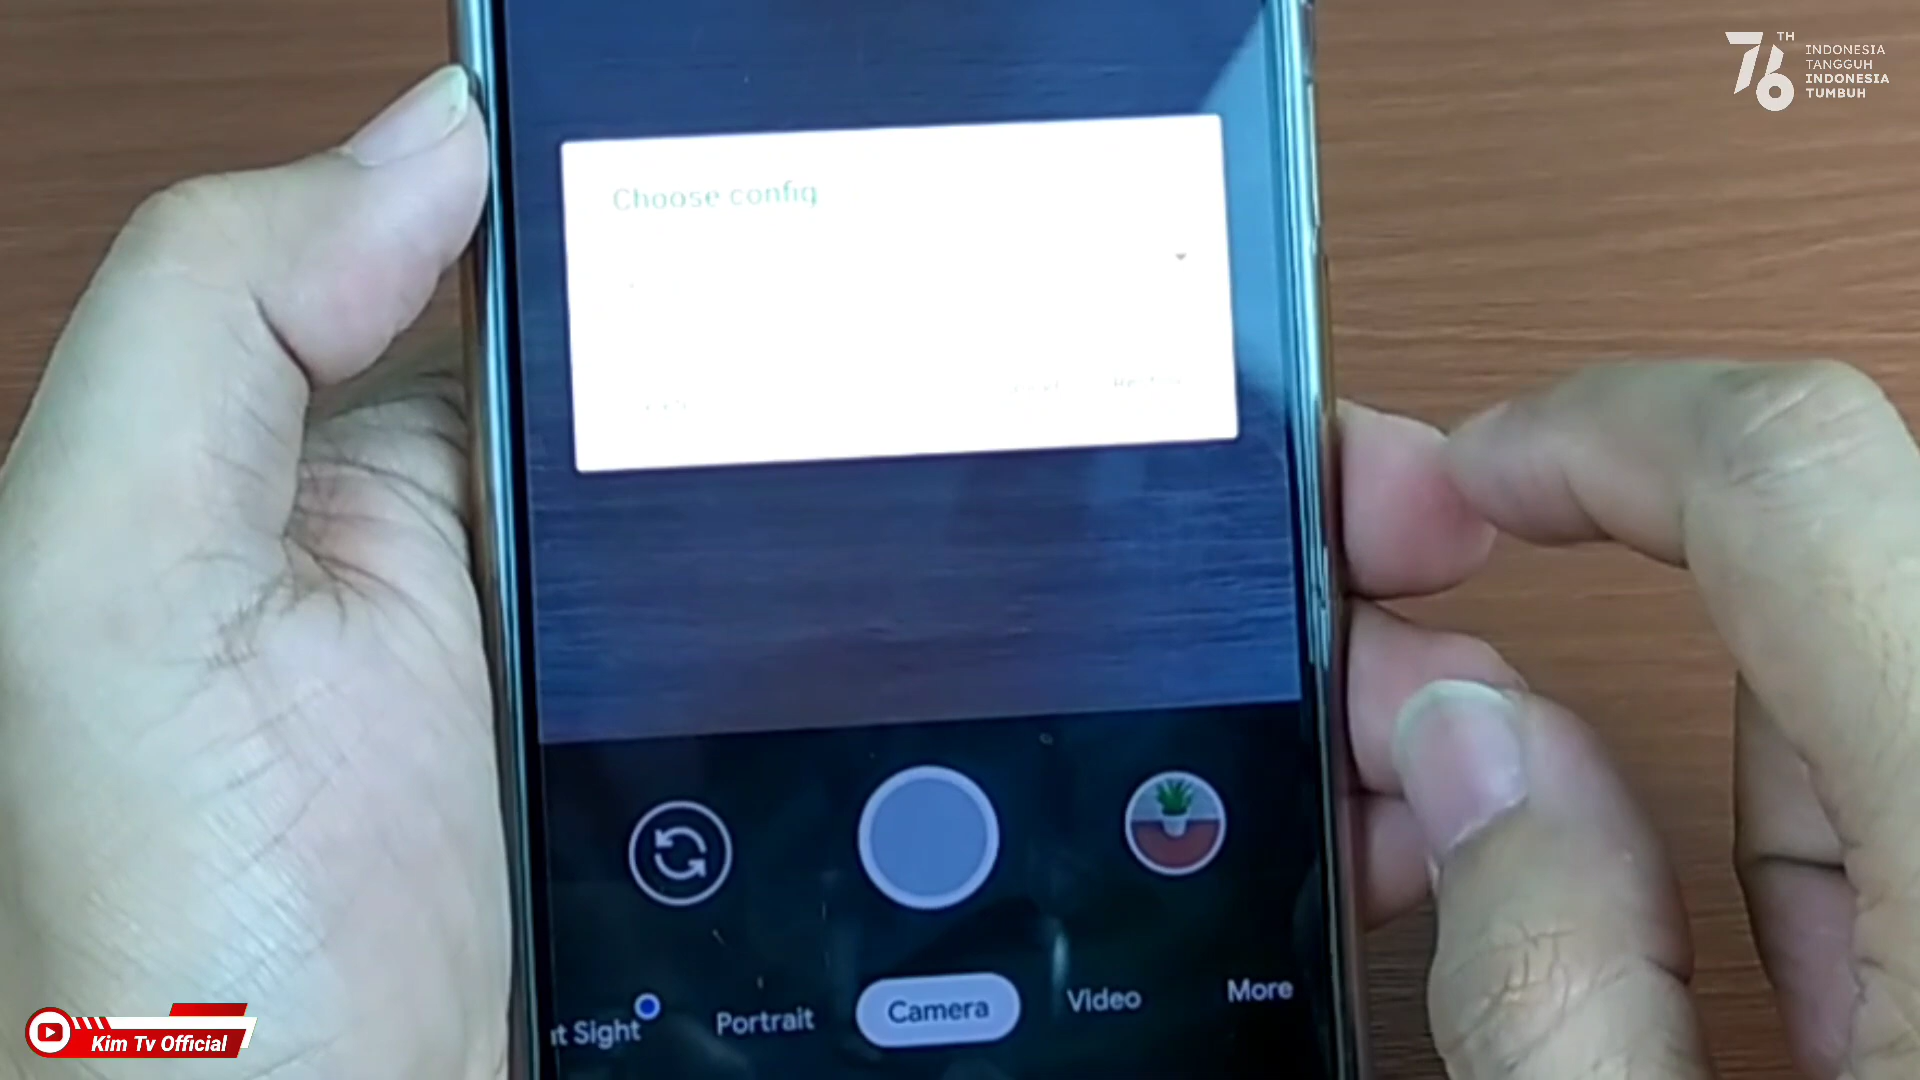 76
TH
INDONESIA
TANGGUH
INDONESIA
TUMBUH
Choose config
t Sight
Portrait
Camera
Video
More
Kim Tv Official